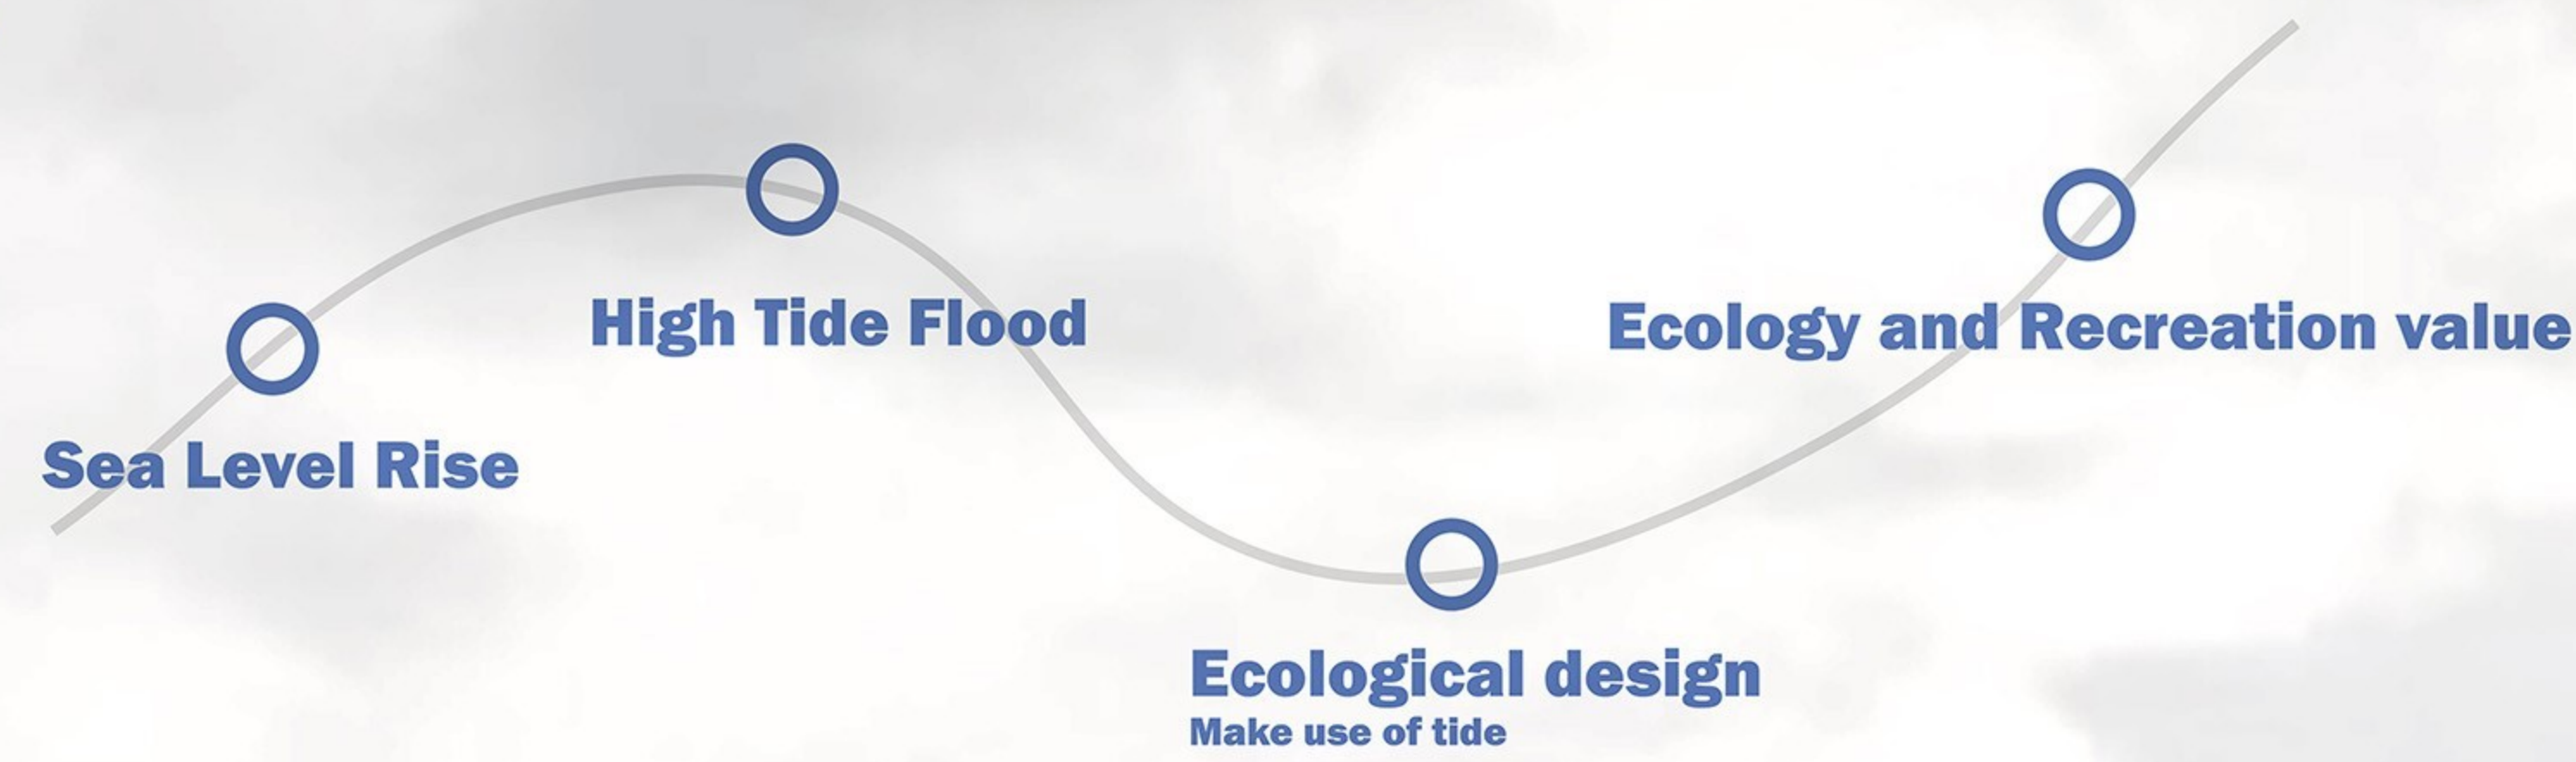 Sea Level Rise
High Tide Flood
Ecological design
Make use of tide
Ecology and Recreation value